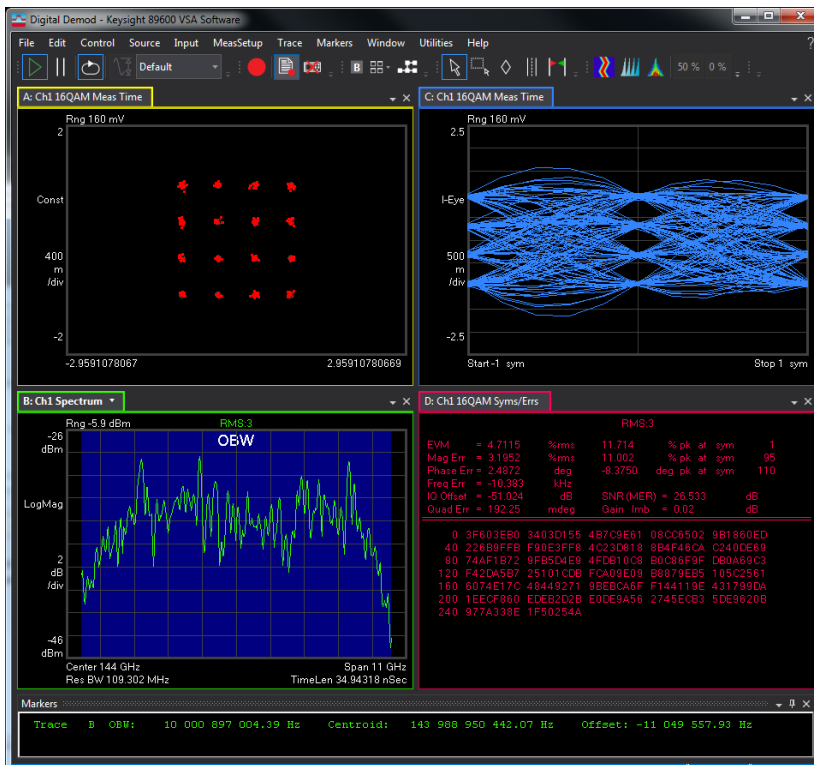 Digital Demod - Keysight 89600 VSA Software
File Edit Control Source Input MeasSetup Trace Markers Window Utilities Help ?
Default B 50 % 0 %
A: Ch1 16QAM Meas Time
Rng 160 mV
2
Const
400
m
/div
-2
-2.9591078067 2.95910780669
C: Ch1 16QAM Meas Time
Rng 160 mV
2.5
I-Eye
500
m
/div
-2.5
Start-1 sym Stop 1 sym
B: Ch1 Spectrum
Rng -5.9 dBm RMS:3
-26
dBm
OBW
LogMag
2
dB
/div
-46
dBm
Center 144 GHz Span 11 GHz
Res BW 109.302 MHz TimeLen 34.94318 nSec
D: Ch1 16QAM Syms/Errs
RMS:3
EVM = 4.7115 %rms 11.714 % pk at sym 1
Mag Err = 3.1952 %rms 11.002 % pk at sym 95
Phase Err = 2.4872 deg -8.3750 deg pk at sym 110
Freq Err = -10.383 kHz
IQ Offset = -51.024 dB SNR(MER) = 26.533 dB
Quad Err = 192.25 mdeg Gain Imb = 0.02 dB
0 3F603EB0 3403D155 4B7C9E61 08CC6502 9B1860ED
40 226B9FFB F90E3FF8 4C23D618 8B4F46CA C240DE69
80 74AF1B72 9FB5D4E9 4FDB10C8 B0C86F9F DB0A69C3
120 F42DA5B7 25101CDB FCA09E09 B8879EB5 105C2561
160 6074E17C 48449271 9BEBCA6F F144119E 431799DA
200 1EECF860 EDEB2D2B E0DE9A56 2745ECB3 5DE9820B
240 977A338E 1F50254A
Markers
Trace B OBW: 10 000 897 004.39 Hz Centroid: 143 988 950 442.07 Hz Offset: -11 049 557.93 Hz